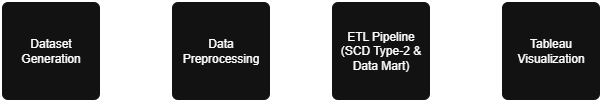 Dataset
Generation
Data
Preprocessing
ETL Pipeline
(SCD Type-2 &
Data Mart)
Tableau
Visualization